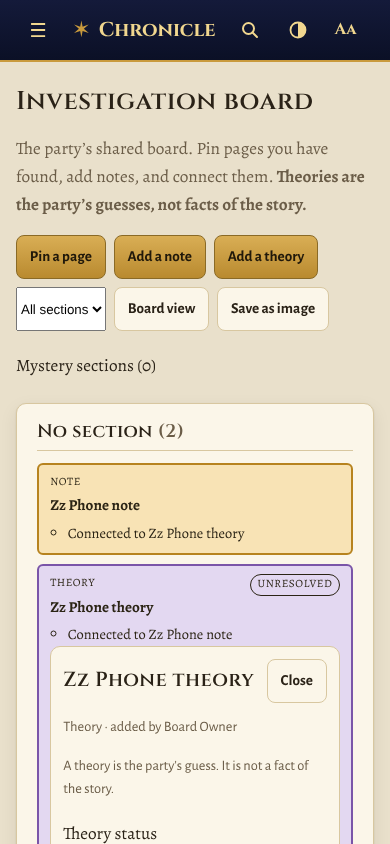 ☰ ✶ Chronicle Aa
Investigation board
The party's shared board. Pin pages you have
found, add notes, and connect them. Theories are
the party's guesses, not facts of the story.
Pin a page Add a note Add a theory
All sections Board view Save as image
Mystery sections (0)
No section (2)
NOTE
Zz Phone note
Connected to Zz Phone theory
THEORY UNRESOLVED
Zz Phone theory
Connected to Zz Phone note
Zz Phone theory Close
Theory · added by Board Owner
A theory is the party's guess. It is not a fact of
the story.
Theory status